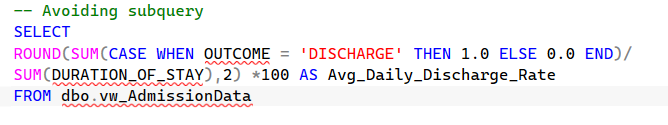 -- Avoiding subquery
SELECT
ROUND(SUM(CASE WHEN OUTCOME = 'DISCHARGE' THEN 1.0 ELSE 0.0 END)/
SUM(DURATION_OF_STAY),2) *100 AS Avg_Daily_Discharge_Rate
FROM dbo.vw_AdmissionData